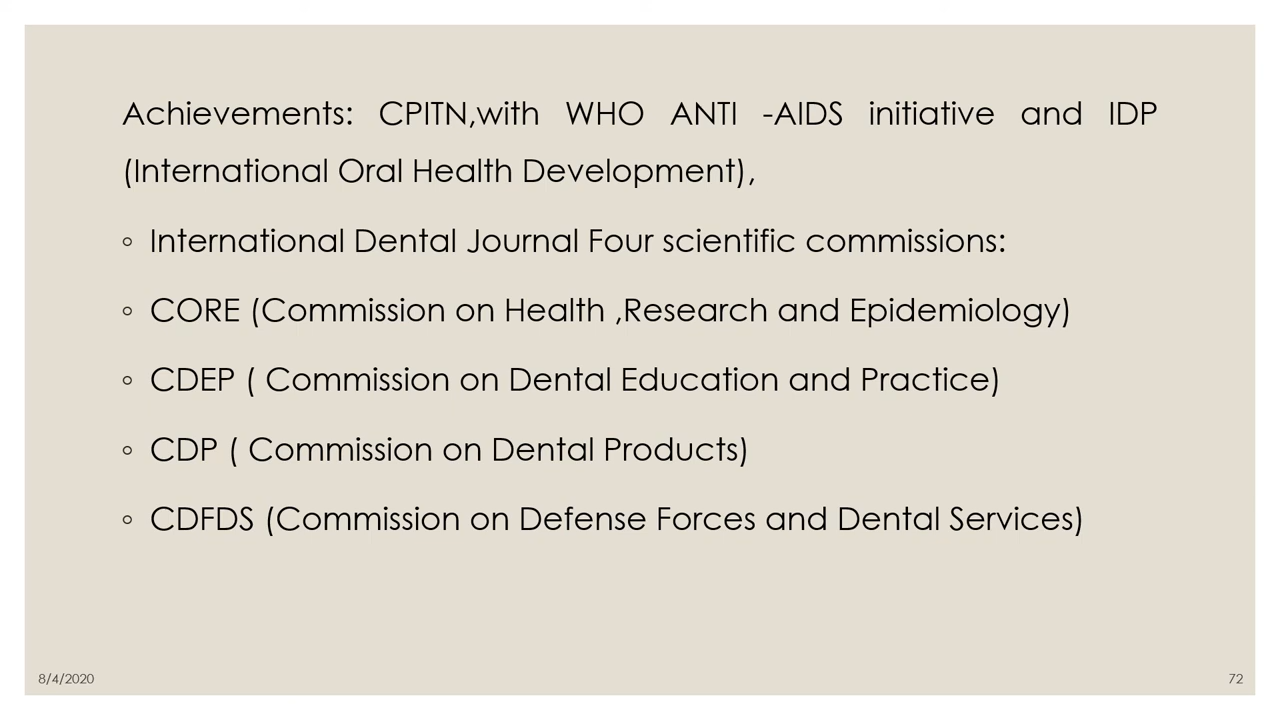 Achievements: CPITN,with WHO ANTI -AIDS initiative and IDP
(International Oral Health Development),
◦ International Dental Journal Four scientific commissions:
◦ CORE (Commission on Health ,Research and Epidemiology)
◦ CDEP ( Commission on Dental Education and Practice)
◦ CDP ( Commission on Dental Products)
◦ CDFDS (Commission on Defense Forces and Dental Services)
8/4/2020
72